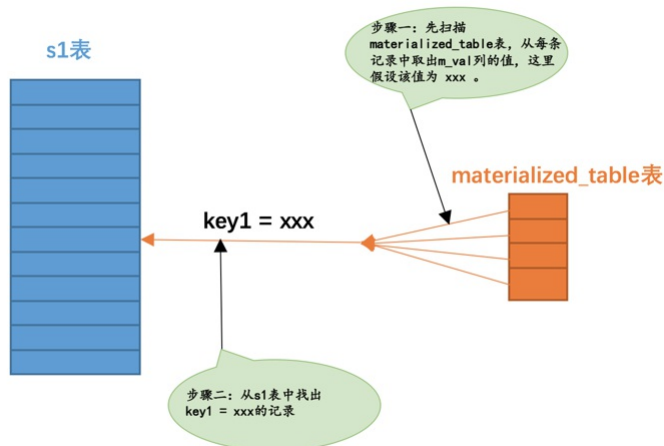 s1表
步骤一：先扫描
materialized_table表，从每条
记录中取出m_val列的值，这里
假设该值为 xxx 。
materialized_table表
key1 = xxx
步骤二：从s1表中找出
key1 = xxx的记录